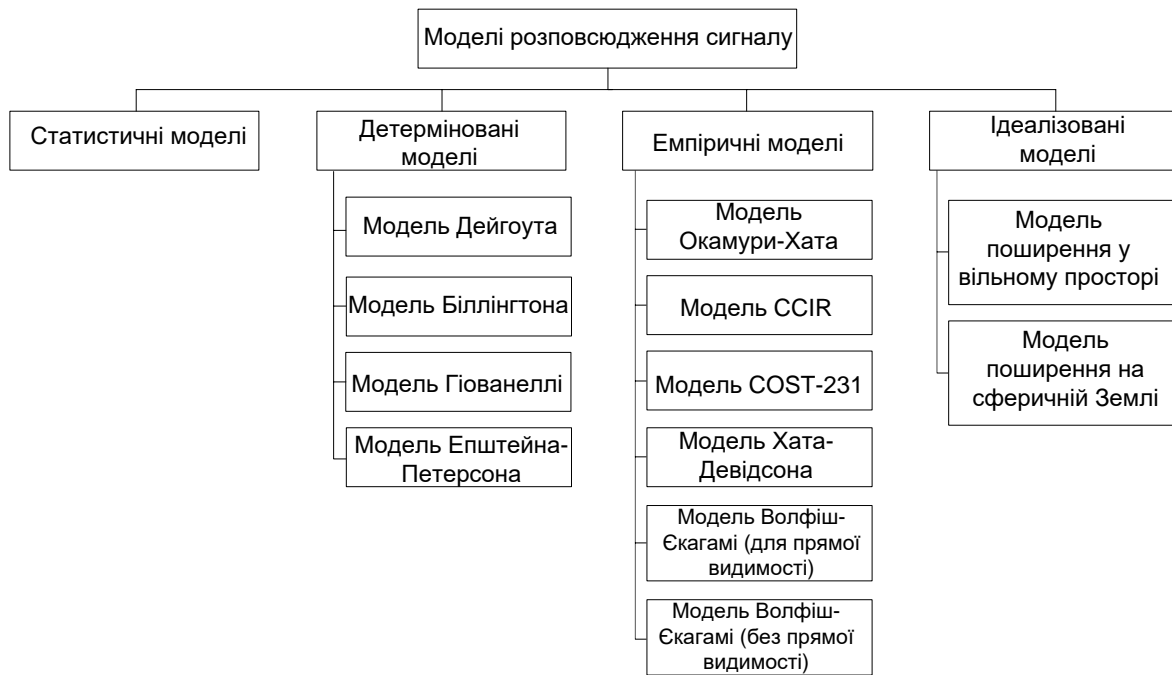 Моделі розповсюдження сигналу
Статистичні моделі
Детерміновані
моделі
Модель Дейгоута
Модель Біллінгтона
Модель Гіованеллі
Модель Епштейна-
Петерсона
Емпіричні моделі
Модель
Окамури-Хата
Модель CCIR
Модель COST-231
Модель Хата-
Девідсона
Модель Волфіш-
Єкагамі (для прямої
видимості)
Модель Волфіш-
Єкагамі (без прямої
видимості)
Ідеалізовані
моделі
Модель
поширення у
вільному просторі
Модель
поширення на
сферичній Землі